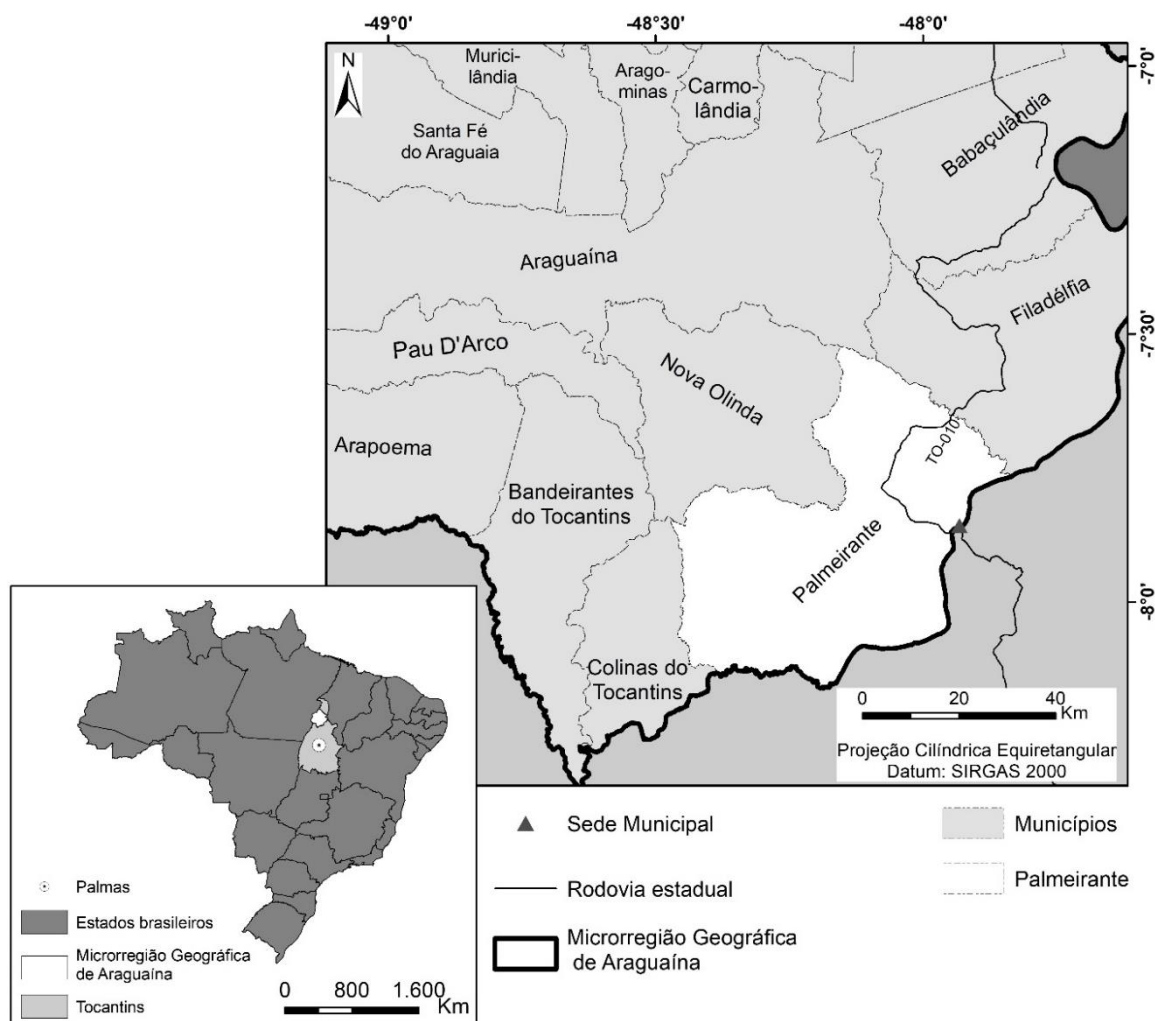 -49°0'
-48°30'
-48°0'
N
-7°0'
Murici-
lândia
Arago-
minas
Carmo-
lândia
Babaçulândia
Santa Fé
do Araguaia
Araguaína
Filadélfia
-7°30'
Pau D'Arco
Nova Olinda
Arapoema
TO-010
Bandeirantes
do Tocantins
Palmeirante
-8°0'
Colinas do
Tocantins
0 20 40
Km
Projeção Cilíndrica Equiretangular
Datum: SIRGAS 2000
Sede Municipal
Municípios
Rodovia estadual
Palmeirante
Microrregião Geográfica
de Araguaína
Palmas
Estados brasileiros
Microrregião Geográfica
de Araguaína
Tocantins
0 800 1.600
Km